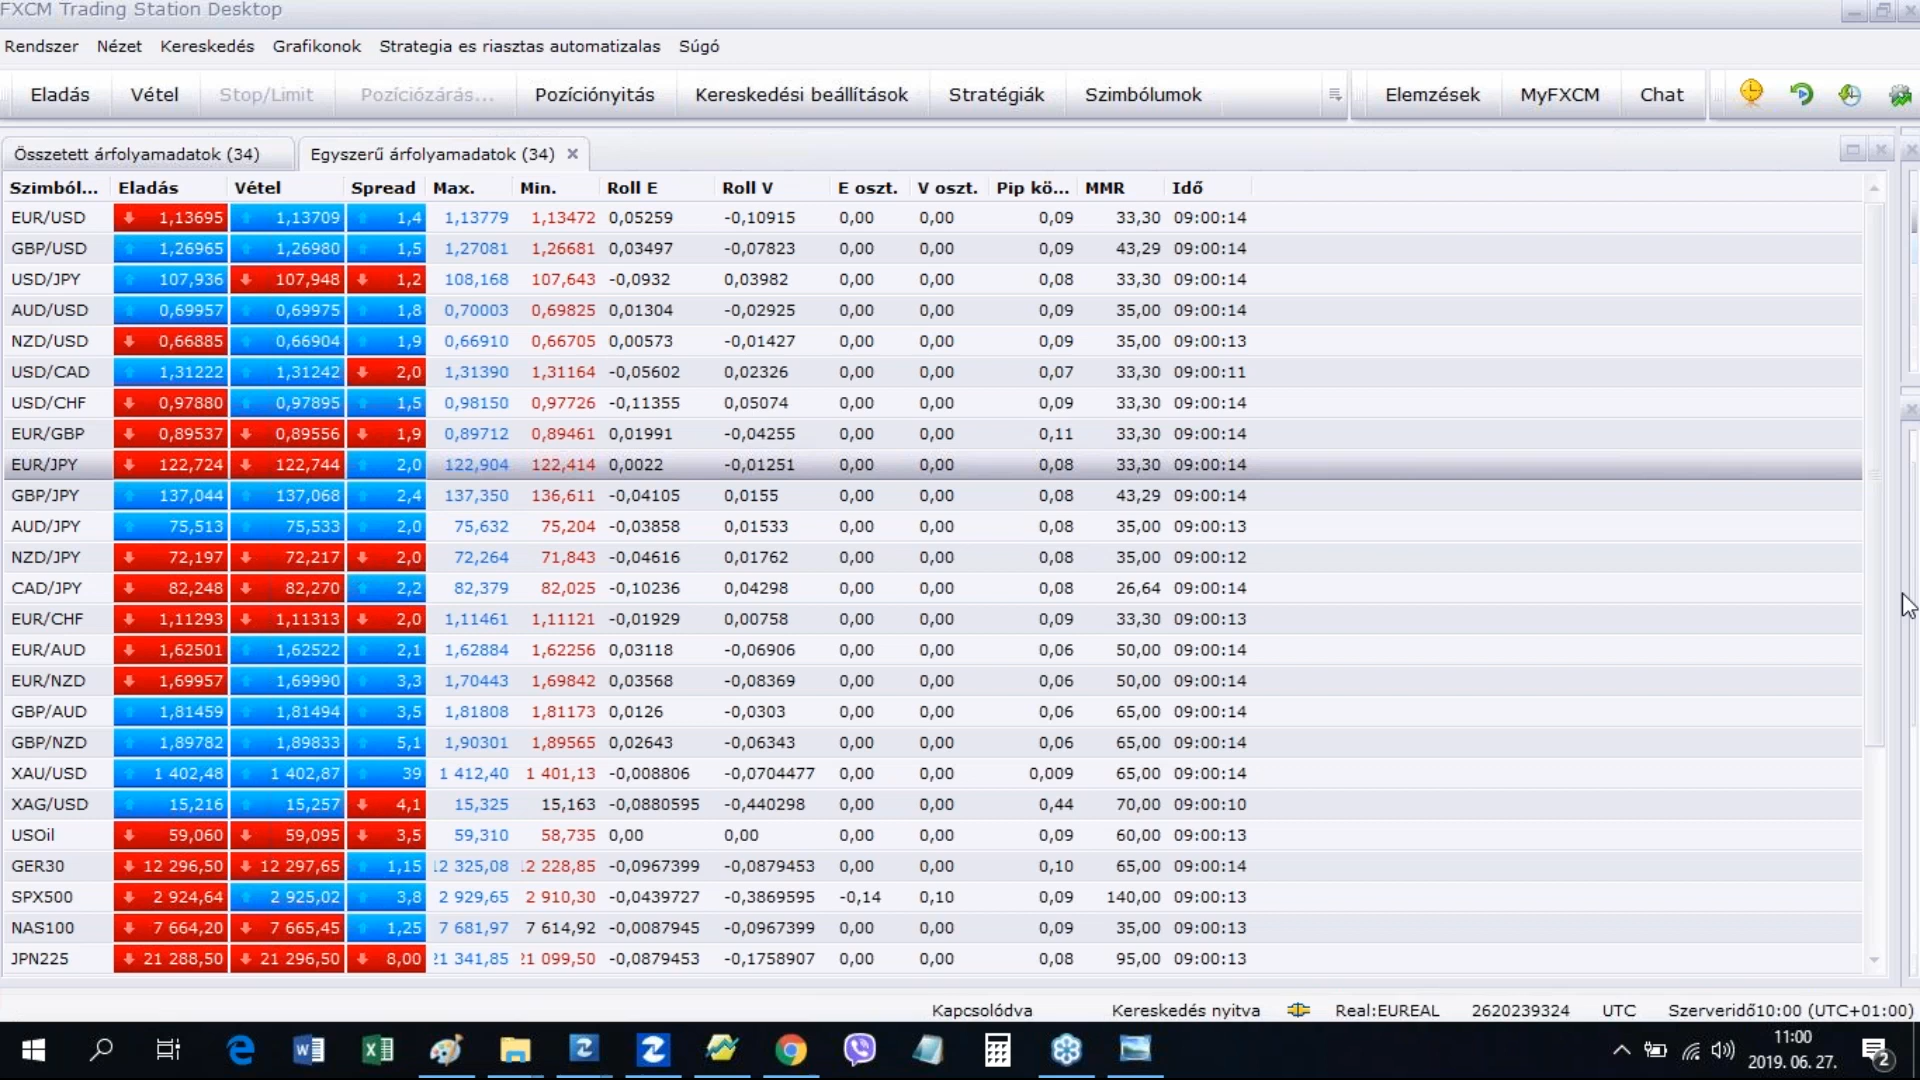 FXCM Trading Station Desktop
Rendszer Nézet Kereskedés Grafikonok Strategia es riasztas automatizalas Súgó
Eladás Vétel Stop/Limit Pozíciózárás... Pozíciónyitás Kereskedési beállítások Stratégiák Szimbólumok Elemzések MyFXCM Chat
Összetett árfolyamadatok (34) Egyszerű árfolyamadatok (34)
Szimból... Eladás Vétel Spread Max. Min. Roll E Roll V E oszt. V oszt. Pip kö... MMR Idő
EUR/USD 1,13695 1,13709 1,4 1,13779 1,13472 0,05259 -0,10915 0,00 0,00 0,09 33,30 09:00:14
GBP/USD 1,26965 1,26980 1,5 1,27081 1,26681 0,03497 -0,07823 0,00 0,00 0,09 43,29 09:00:14
USD/JPY 107,936 107,948 1,2 108,168 107,643 -0,0932 0,03982 0,00 0,00 0,08 33,30 09:00:14
AUD/USD 0,69957 0,69975 1,8 0,70003 0,69825 0,01304 -0,02925 0,00 0,00 0,09 35,00 09:00:14
NZD/USD 0,66885 0,66904 1,9 0,66910 0,66705 0,00573 -0,01427 0,00 0,00 0,09 35,00 09:00:13
USD/CAD 1,31222 1,31242 2,0 1,31390 1,31164 -0,05602 0,02326 0,00 0,00 0,07 33,30 09:00:11
USD/CHF 0,97880 0,97895 1,5 0,98150 0,97726 -0,11355 0,05074 0,00 0,00 0,09 33,30 09:00:14
EUR/GBP 0,89537 0,89556 1,9 0,89712 0,89461 0,01991 -0,04255 0,00 0,00 0,11 33,30 09:00:14
EUR/JPY 122,724 122,744 2,0 122,904 122,414 0,0022 -0,01251 0,00 0,00 0,08 33,30 09:00:14
GBP/JPY 137,044 137,068 2,4 137,350 136,611 -0,04105 0,0155 0,00 0,00 0,08 43,29 09:00:14
AUD/JPY 75,513 75,533 2,0 75,632 75,204 -0,03858 0,01533 0,00 0,00 0,08 35,00 09:00:13
NZD/JPY 72,197 72,217 2,0 72,264 71,843 -0,04616 0,01762 0,00 0,00 0,08 35,00 09:00:12
CAD/JPY 82,248 82,270 2,2 82,379 82,025 -0,10236 0,04298 0,00 0,00 0,08 26,64 09:00:14
EUR/CHF 1,11293 1,11313 2,0 1,11461 1,11121 -0,01929 0,00758 0,00 0,00 0,09 33,30 09:00:13
EUR/AUD 1,62501 1,62522 2,1 1,62884 1,62256 0,03118 -0,06906 0,00 0,00 0,06 50,00 09:00:14
EUR/NZD 1,69957 1,69990 3,3 1,70443 1,69842 0,03568 -0,08369 0,00 0,00 0,06 50,00 09:00:14
GBP/AUD 1,81459 1,81494 3,5 1,81808 1,81173 0,0126 -0,0303 0,00 0,00 0,06 65,00 09:00:14
GBP/NZD 1,89782 1,89833 5,1 1,90301 1,89565 0,02643 -0,06343 0,00 0,00 0,06 65,00 09:00:14
XAU/USD 1 402,48 1 402,87 39 1 412,40 1 401,13 -0,008806 -0,0704477 0,00 0,00 0,009 65,00 09:00:14
XAG/USD 15,216 15,257 4,1 15,325 15,163 -0,0880595 -0,440298 0,00 0,00 0,44 70,00 09:00:10
USOil 59,060 59,095 3,5 59,310 58,735 0,00 0,00 0,00 0,00 0,09 60,00 09:00:13
GER30 12 296,50 12 297,65 1,15 12 325,08 12 228,85 -0,0967399 -0,0879453 0,00 0,00 0,10 65,00 09:00:14
SPX500 2 924,64 2 925,02 3,8 2 929,65 2 910,30 -0,0439727 -0,3869595 -0,14 0,10 0,09 140,00 09:00:13
NAS100 7 664,20 7 665,45 1,25 7 681,97 7 614,92 -0,0087945 -0,0967399 0,00 0,00 0,09 35,00 09:00:13
JPN225 21 288,50 21 296,50 8,00 21 341,85 21 099,50 -0,0879453 -0,1758907 0,00 0,00 0,08 95,00 09:00:13
Kapcsolódva Kereskedés nyitva Real:EUREAL 2620239324 UTC Szerveridő10:00 (UTC+01:00)
11:00
2019. 06. 27.
2